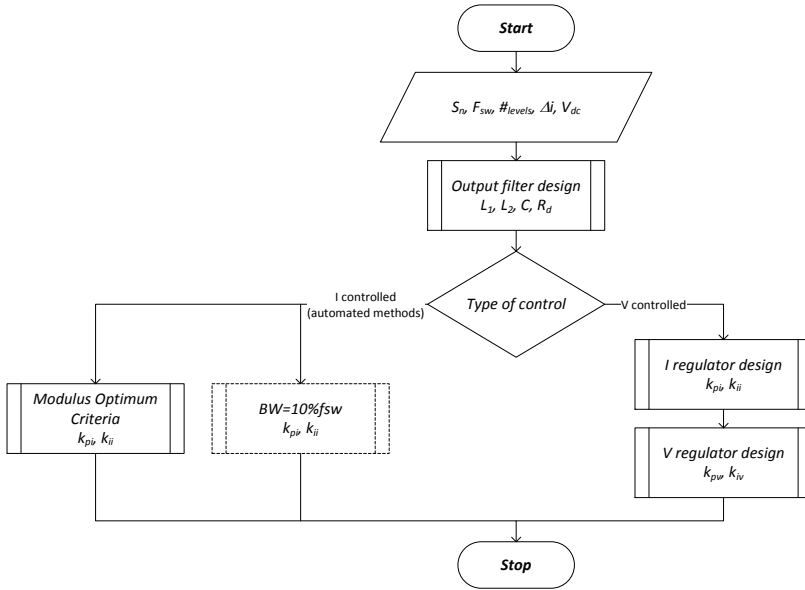 Start
Sn, Fsw, #levels, Δi, Vdc
Output filter design
L1, L2, C, Rd
Type of control
I controlled
(automated methods)
V controlled
Modulus Optimum
Criteria
kpi, kii
BW=10%fsw
kpi, kii
I regulator design
kpi, kii
V regulator design
kpv, kiv
Stop